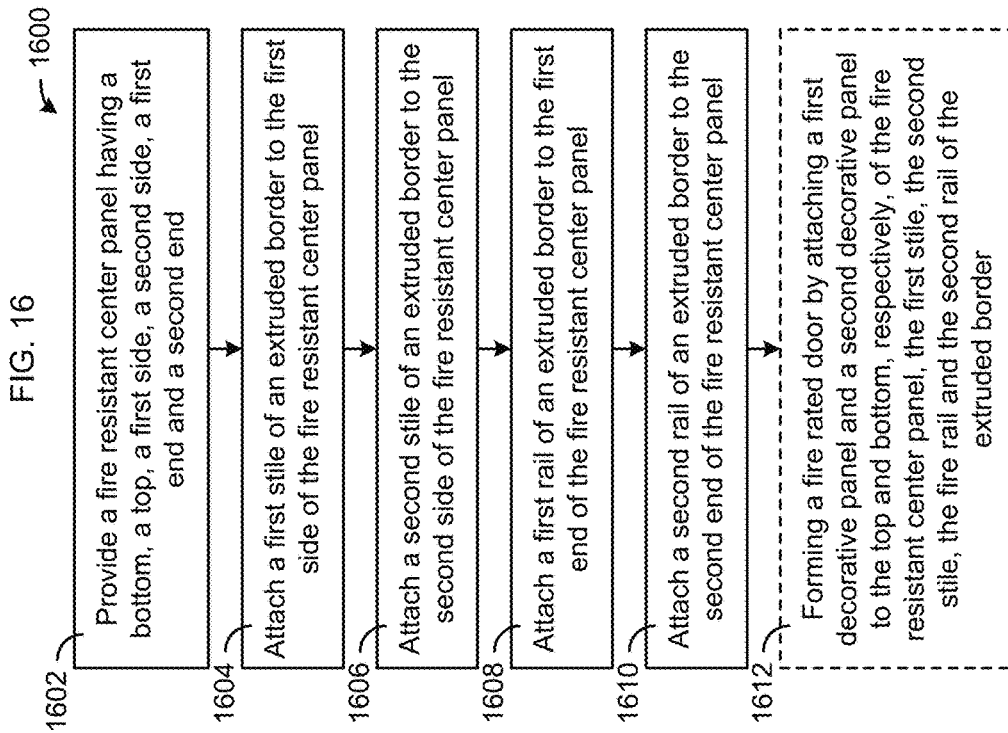 FIG. 16
1600
1602
Provide a fire resistant center panel having a
bottom, a top, a first side, a second side, a first
end and a second end
1604
Attach a first stile of an extruded border to the first
side of the fire resistant center panel
1606
Attach a second stile of an extruded border to the
second side of the fire resistant center panel
1608
Attach a first rail of an extruded border to the first
end of the fire resistant center panel
1610
Attach a second rail of an extruded border to the
second end of the fire resistant center panel
1612
Forming a fire rated door by attaching a first
decorative panel and a second decorative panel
to the top and bottom, respectively, of the fire
resistant center panel, the first stile, the second
stile, the fire rail and the second rail of the
extruded border